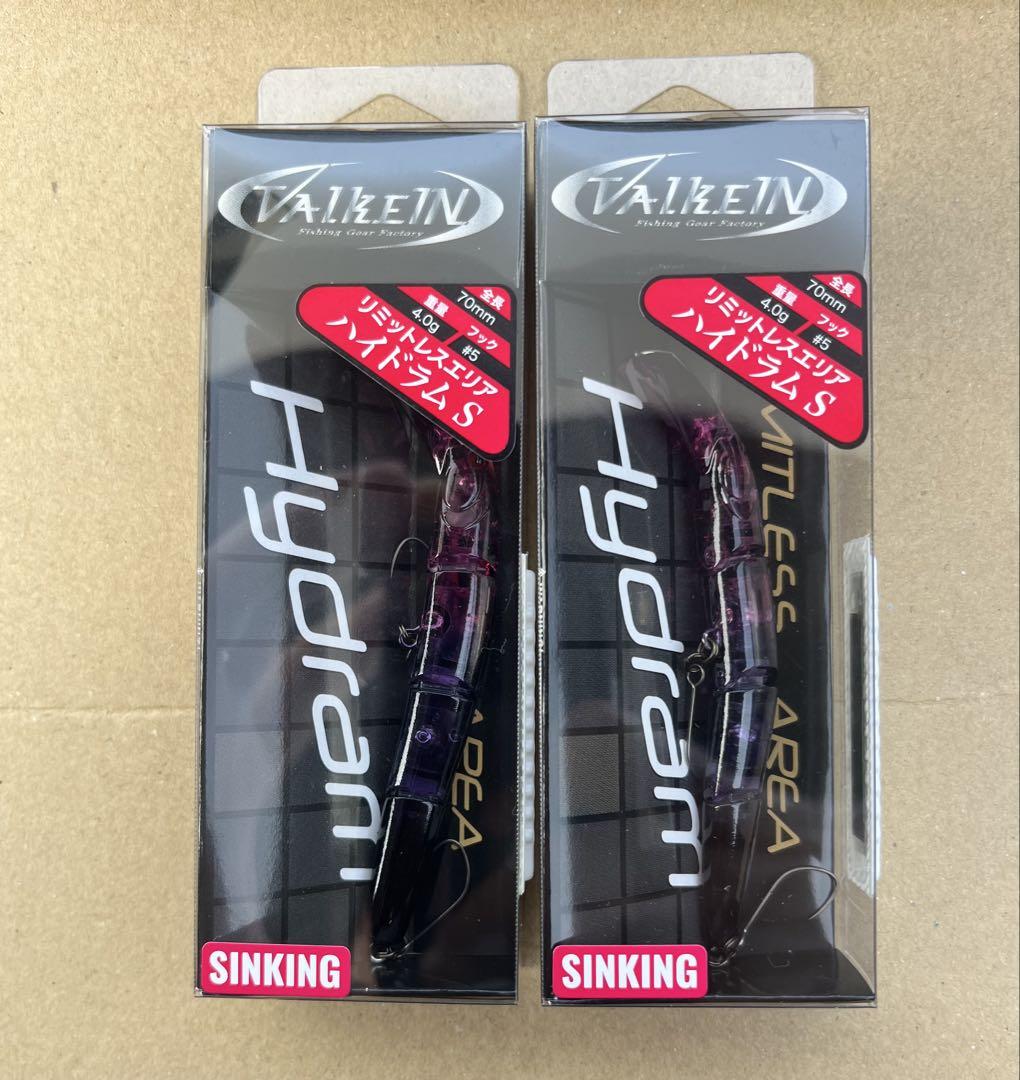 ValkeIN
Fishing Gear Factory
全長
70mm
重量
4.0g
フック
#5
リミットレスエリア
ハイドラム S
Hydram
AREA
SINKING
ValkeIN
Fishing Gear Factory
全長
70mm
重量
4.0g
フック
#5
リミットレスエリア
ハイドラム S
Hydram
MITLESS AREA
SINKING